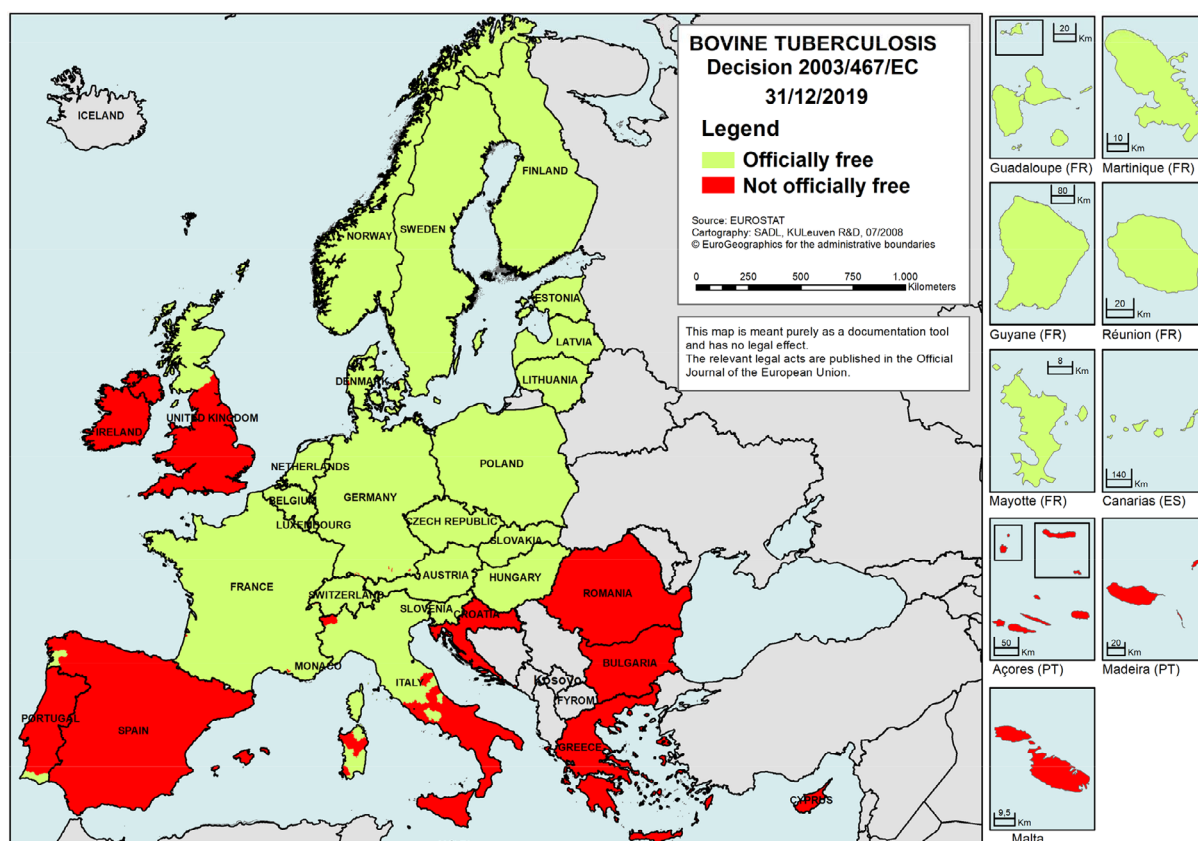 BOVINE TUBERCULOSIS
Decision 2003/467/EC
31/12/2019
Legend
Officially free
Not officially free
Source: EUROSTAT
Cartography: SADL, KULeuven R&D, 07/2008
© EuroGeographics for the administrative boundaries
0 250 500 750 1.000
Kilometers
This map is meant purely as a documentation tool
and has no legal effect.
The relevant legal acts are published in the Official
Journal of the European Union.
ICELAND
FINLAND
NORWAY
SWEDEN
ESTONIA
LATVIA
LITHUANIA
DENMARK
UNITED KINGDOM
IRELAND
NETHERLANDS
POLAND
BELGIUM
GERMANY
LUXEMBOURG
CZECH REPUBLIC
SLOVAKIA
FRANCE
AUSTRIA
HUNGARY
SWITZERLAND
SLOVENIA
CROATIA
ROMANIA
MONACO
ITALY
BULGARIA
Kosovo
FYROM
PORTUGAL
SPAIN
GREECE
CYPRUS
20
Km
Guadaloupe (FR)
10
Km
Martinique (FR)
80
Km
Guyane (FR)
20
Km
Réunion (FR)
8
Km
Mayotte (FR)
140
Km
Canarias (ES)
50
Km
Açores (PT)
20
Km
Madeira (PT)
9,5
Km
Malta